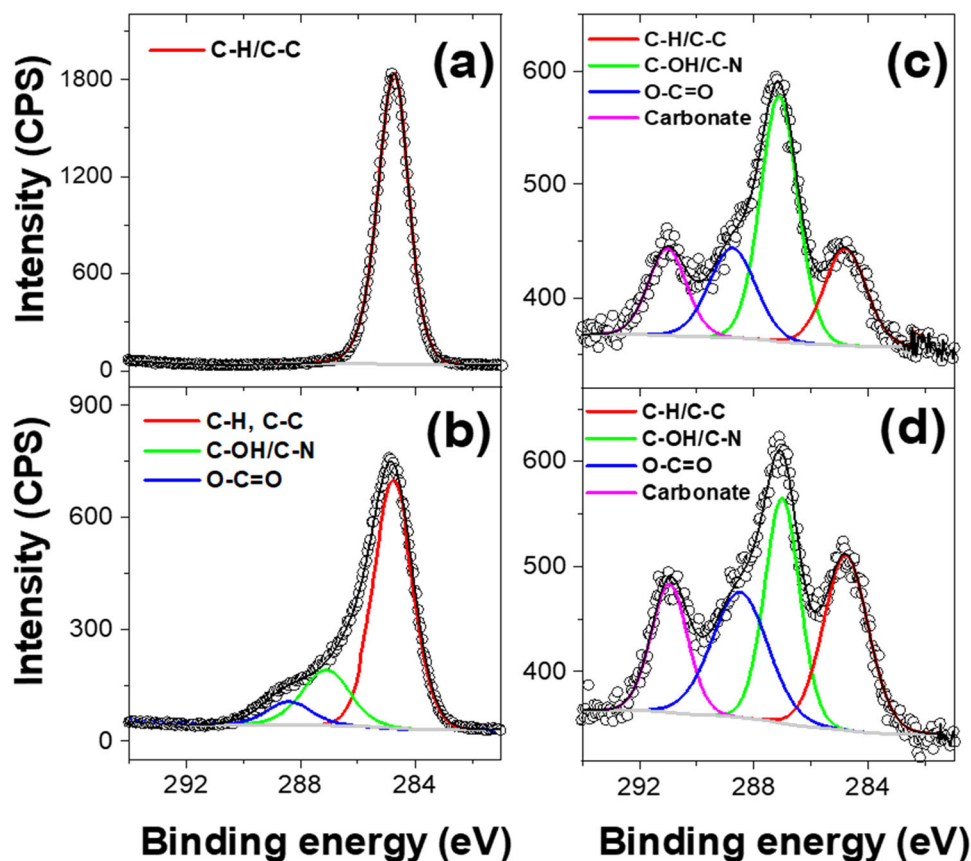 C-H/C-C
(a)
Intensity (CPS)
1800
1200
600
0
C-H, C-C
C-OH/C-N
O-C=O
(b)
Intensity (CPS)
900
600
300
0
292
288
284
Binding energy (eV)
C-H/C-C
C-OH/C-N
O-C=O
Carbonate
(c)
600
500
400
C-H/C-C
C-OH/C-N
O-C=O
Carbonate
(d)
600
500
400
292
288
284
Binding energy (eV)